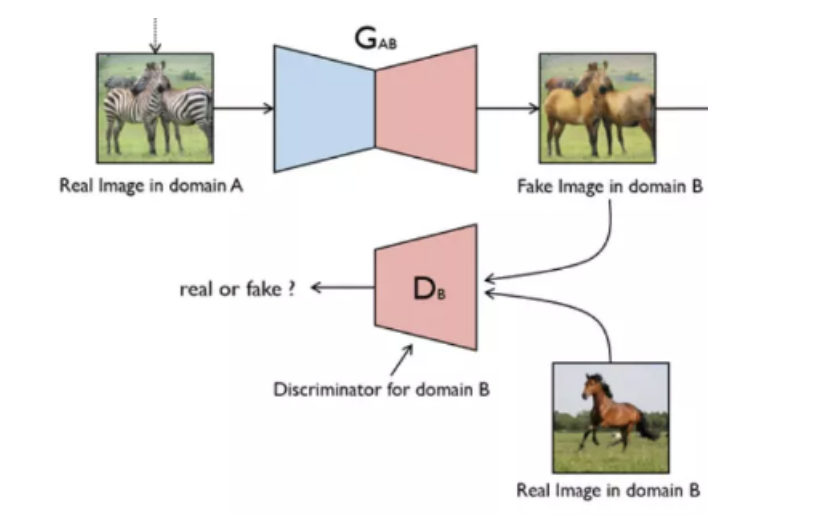 GAB
Real Image in domain A
Fake Image in domain B
real or fake ?
DB
Discriminator for domain B
Real Image in domain B